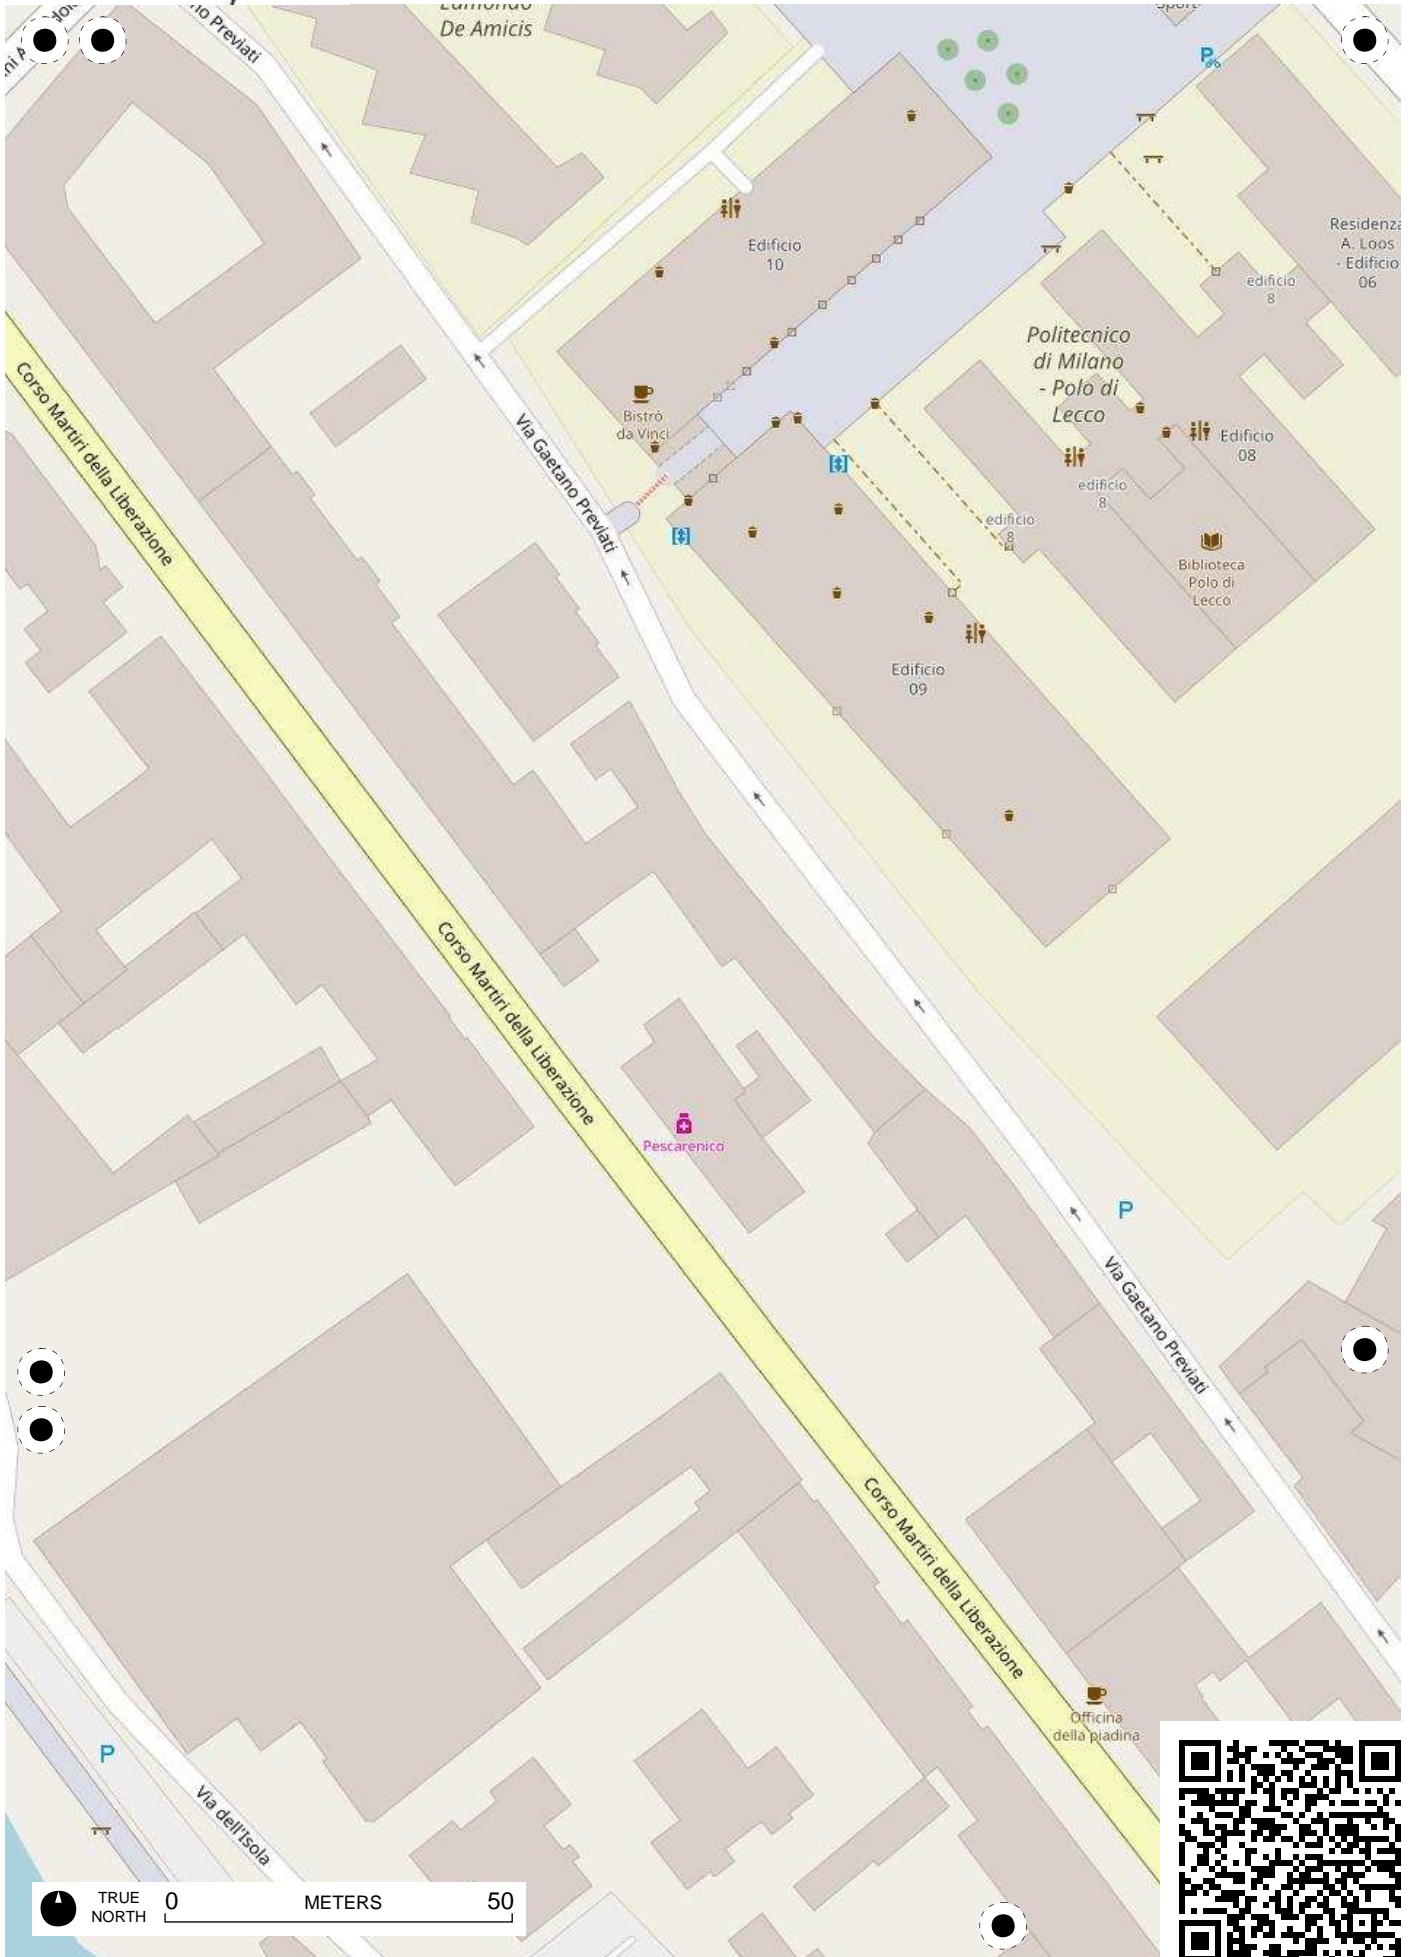 De Amicis
Sport
no Previati
Edificio
10
Residenza
A. Loos
- Edificio
06
edificio
8
Politecnico
di Milano
- Polo di
Lecco
Corso Martiri della Liberazione
Bistrò
da Vinci
Via Gaetano Previati
Edificio
08
edificio
8
edificio
8
Biblioteca
Polo di
Lecco
Edificio
09
Corso Martiri della Liberazione
Pescarenico
P
Via Gaetano Previati
Corso Martiri della Liberazione
Officina
della piadina
P
Via dell'Isola
TRUE
NORTH
0 METERS 50